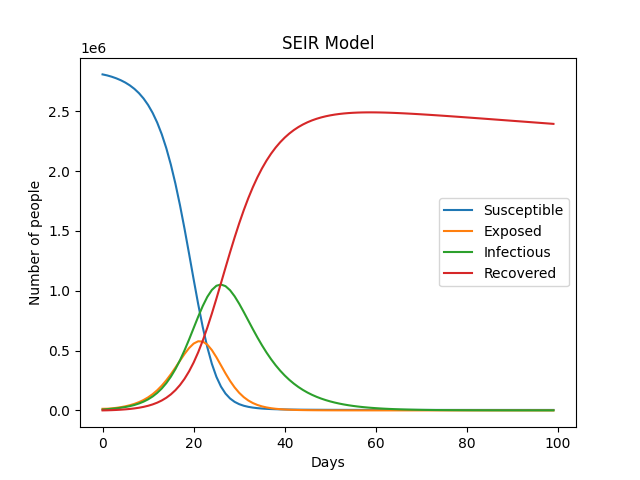 SEIR Model
1e6
2.5
2.0
1.5
1.0
0.5
0.0
Number of people
Susceptible
Exposed
Infectious
Recovered
0 20 40 60 80 100
Days